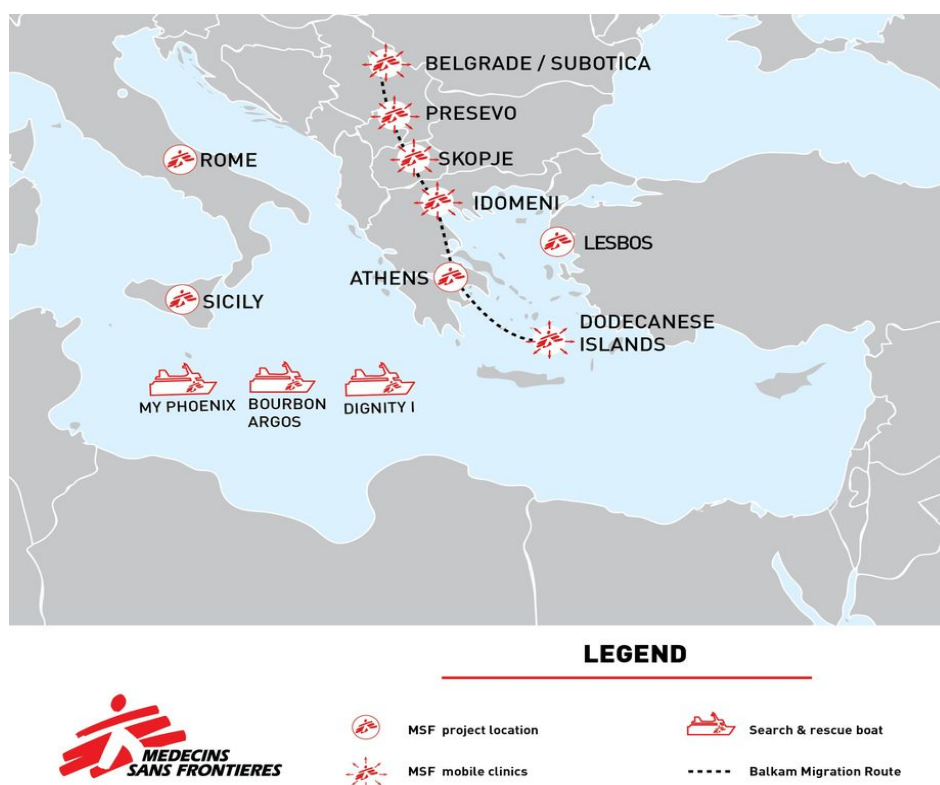 BELGRADE / SUBOTICA
PRESEVO
SKOPJE
ROME
IDOMENI
LESBOS
ATHENS
SICILY
DODECANESE
ISLANDS
MY PHOENIX
BOURBON
ARGOS
DIGNITY I
LEGEND
MEDECINS
SANS FRONTIERES
MSF project location
Search & rescue boat
MSF mobile clinics
Balkam Migration Route